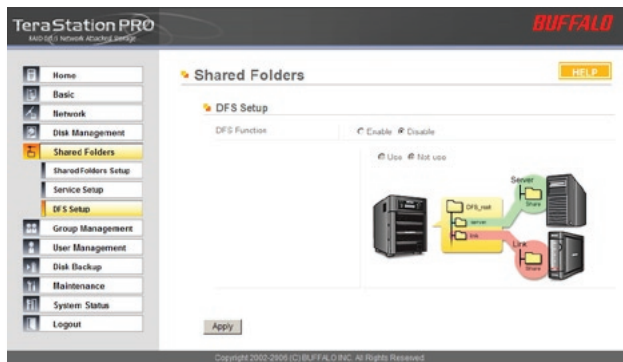 TeraStation PRO
BUFFALO
RAID 0/1/5 Network Attached Storage
Home
Basic
Network
Disk Management
Shared Folders
Shared Folders Setup
Service Setup
DFS Setup
Group Management
User Management
Disk Backup
Maintenance
System Status
Logout
Shared Folders
HELP
DFS Setup
DFS Function
Enable
Disable
Use
Not use
Server
Share
DFS_root
server
link
Link
Share
Apply
Copyright 2002-2006 (C) BUFFALO INC. All Rights Reserved